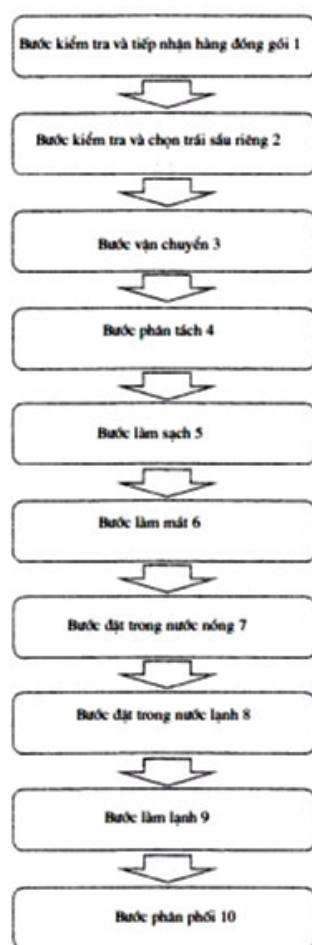 Bước kiểm tra và tiếp nhận hàng đóng gói 1
Bước kiểm tra và chọn trái sầu riêng 2
Bước vận chuyển 3
Bước phân tách 4
Bước làm sạch 5
Bước làm mát 6
Bước đặt trong nước nóng 7
Bước đặt trong nước lạnh 8
Bước làm lạnh 9
Bước phân phối 10